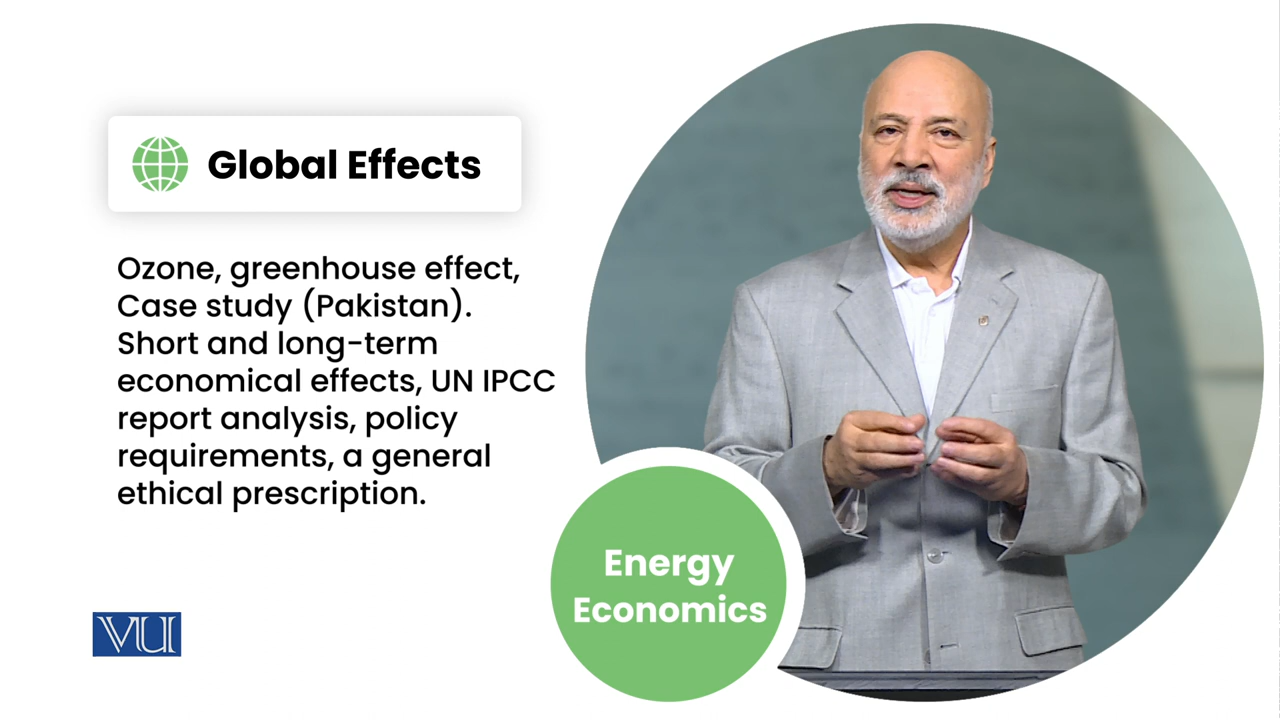 Global Effects
Ozone, greenhouse effect,
Case study (Pakistan).
Short and long-term
economical effects, UN IPCC
report analysis, policy
requirements, a general
ethical prescription.
Energy
Economics
VU